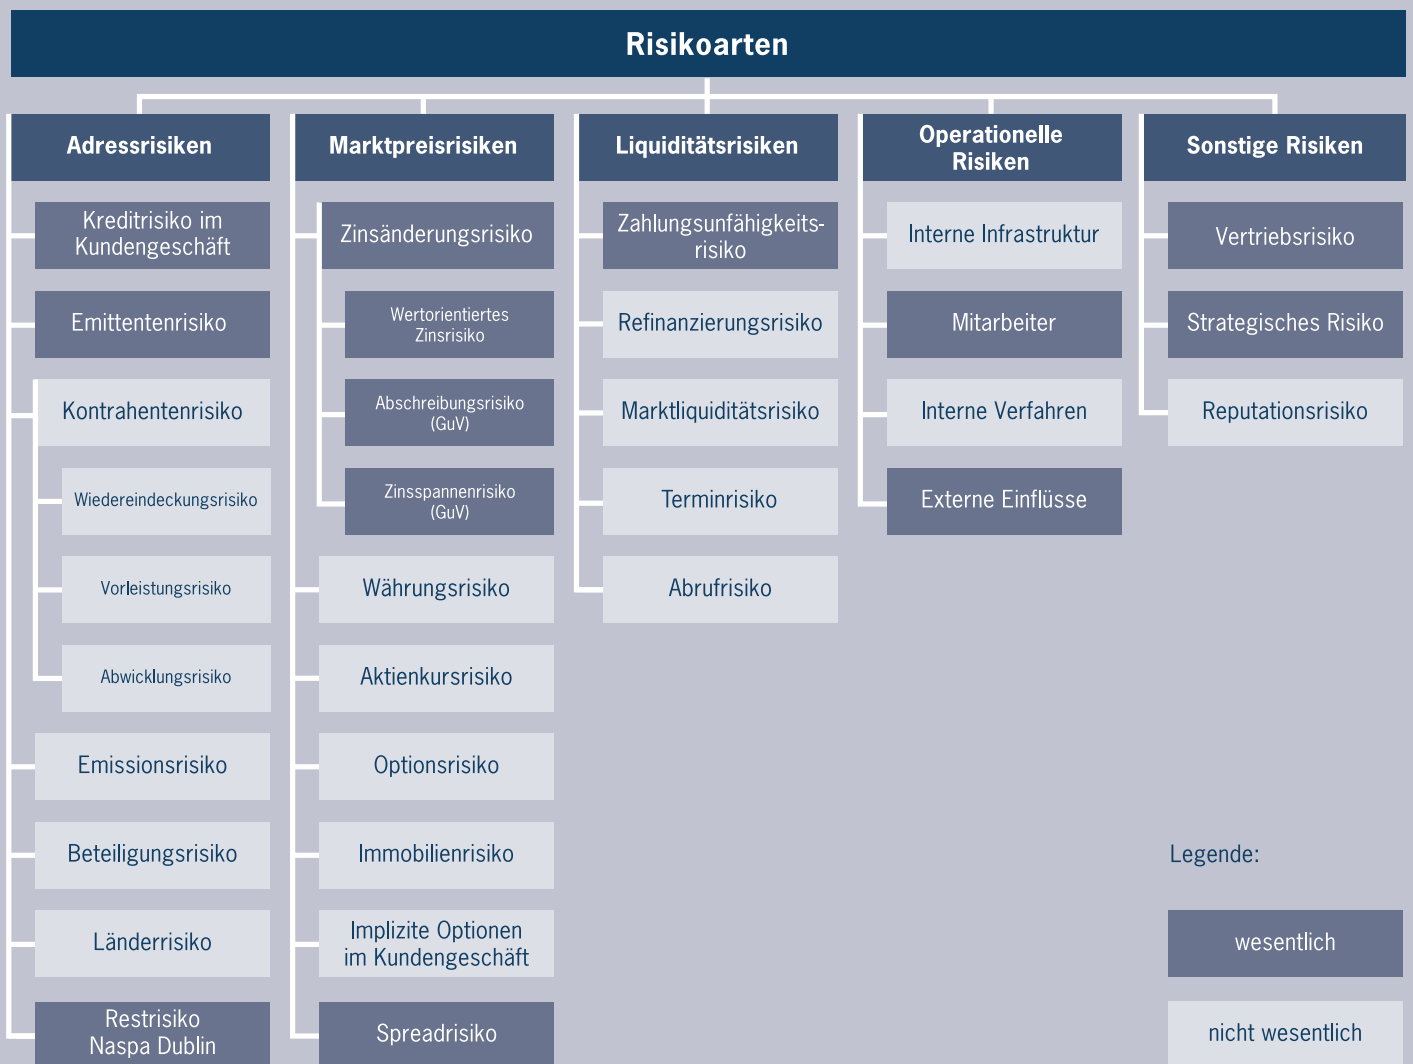 Risikoarten
Adressrisiken
Kreditrisiko im
Kundengeschäft
Emittentenrisiko
Kontrahentenrisiko
Wiedereindeckungsrisiko
Vorleistungsrisiko
Abwicklungsrisiko
Emissionsrisiko
Beteiligungsrisiko
Länderrisiko
Restrisiko
Naspa Dublin
Marktpreisrisiken
Zinsänderungsrisiko
Wertorientiertes
Zinsrisiko
Abschreibungsrisiko
(GuV)
Zinsspannenrisiko
(GuV)
Währungsrisiko
Aktienkursrisiko
Optionsrisiko
Immobilienrisiko
Implizite Optionen
im Kundengeschäft
Spreadrisiko
Liquiditätsrisiken
Zahlungsunfähigkeits-
risiko
Refinanzierungsrisiko
Marktliquiditätsrisiko
Terminrisiko
Abrufrisiko
Operationelle
Risiken
Interne Infrastruktur
Mitarbeiter
Interne Verfahren
Externe Einflüsse
Sonstige Risiken
Vertriebsrisiko
Strategisches Risiko
Reputationsrisiko
Legende:
wesentlich
nicht wesentlich